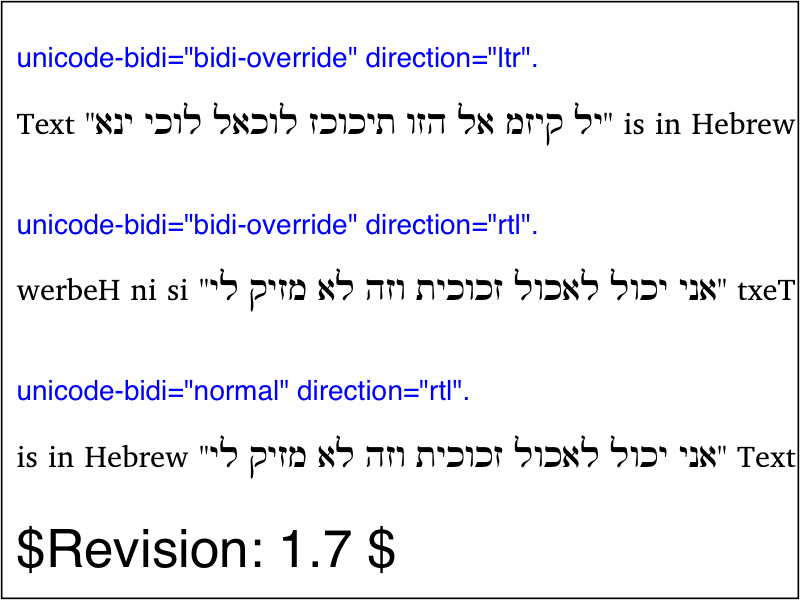 unicode-bidi="bidi-override" direction="ltr".
Text "יל קיזמ אל הזו תיכוכז לוכאל לוכי ינא" is in Hebrew
unicode-bidi="bidi-override" direction="rtl".
werbeH ni si "אני יכול לאכול זכוכית וזה לא מזיק לי" txeT
unicode-bidi="normal" direction="rtl".
is in Hebrew "אני יכול לאכול זכוכית וזה לא מזיק לי" Text
$Revision: 1.7 $